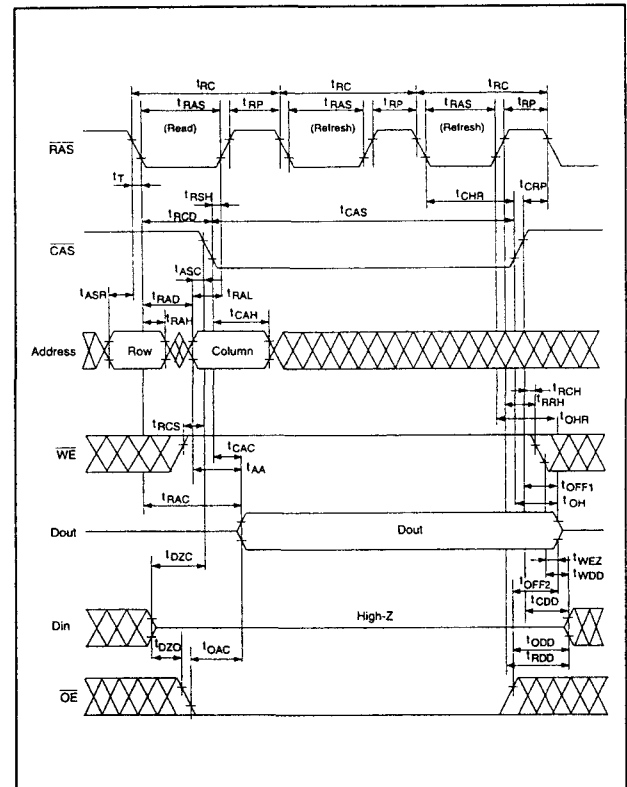 tRC tRC tRC
tRAS tRP tRAS tRP tRAS tRP
(Read) (Refresh) (Refresh)
RAS
tT
tRSH tCHR tCRP
tRCD tCAS
CAS
tASC
tASR tRAD tRAL
tRAH tCAH
Address Row Column
tRCH
tRRH
tOHR
tRCS
WE
tCAC
tAA
tOFF1
tRAC tOH
Dout Dout
tDZC tWEZ
tWDD
tOFF2
tCDD
Din High-Z
tDZO tOAC tODD
tRDD
OE